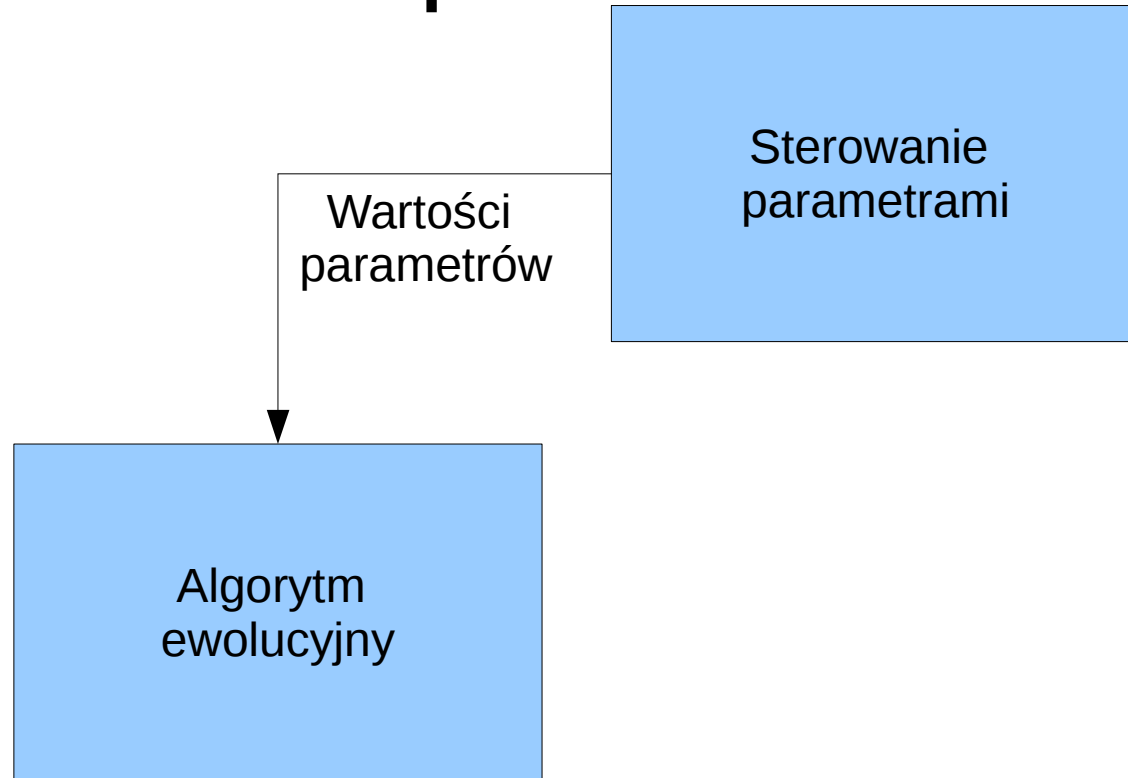 Sterowanie
parametrami
Wartości
parametrów
Algorytm
ewolucyjny